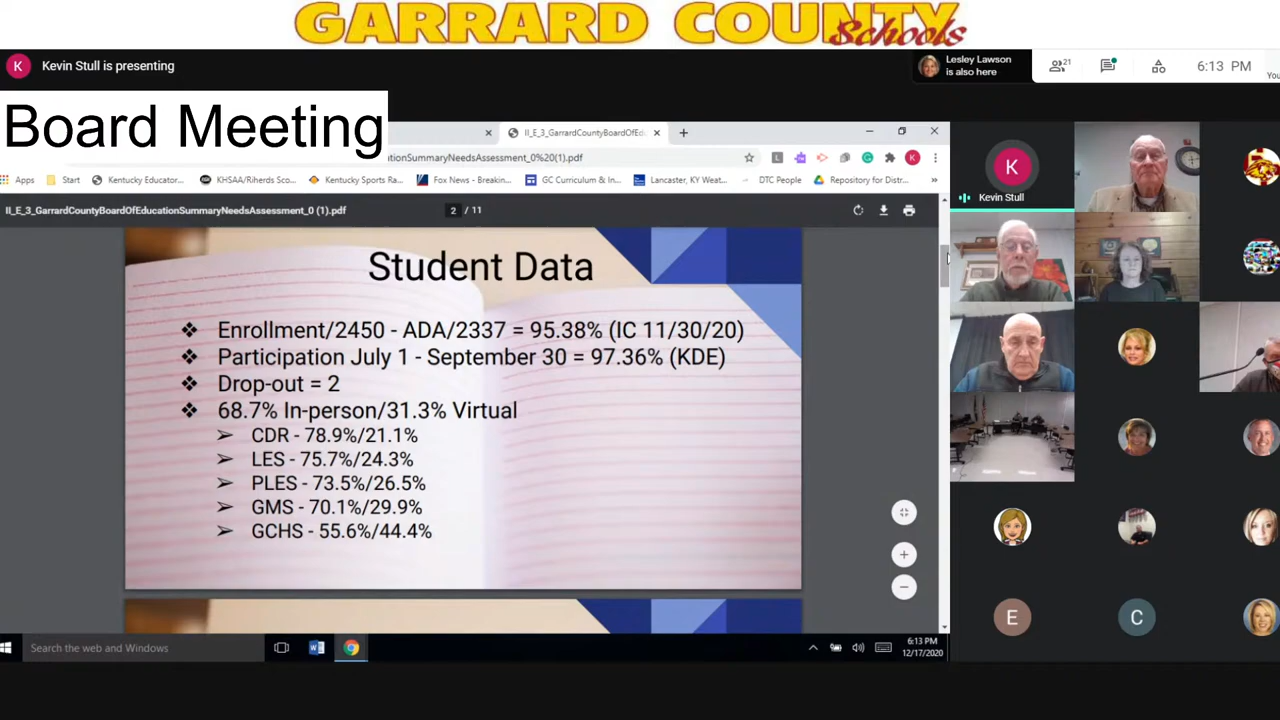 GARRARD COUNTY
Schools
Kevin Stull is presenting
Lesley Lawson
is also here
21
6:13 PM
You
Board Meeting
II_E_3_GarrardCountyBoardOfEd
ationSummaryNeedsAssessment_0%20(1).pdf
Apps
Start
Kentucky Educator...
KHSAA/Riherds Sco...
Kentucky Sports Ra...
Fox News - Breakin...
GC Curriculum & In...
Lancaster, KY Weat...
DTC People
Repository for Distr...
II_E_3_GarrardCountyBoardOfEducationSummaryNeedsAssessment_0 (1).pdf
2 / 11
Student Data
❖ Enrollment/2450 - ADA/2337 = 95.38% (IC 11/30/20)
❖ Participation July 1 - September 30 = 97.36% (KDE)
❖ Drop-out = 2
❖ 68.7% In-person/31.3% Virtual
➢ CDR - 78.9%/21.1%
➢ LES - 75.7%/24.3%
➢ PLES - 73.5%/26.5%
➢ GMS - 70.1%/29.9%
➢ GCHS - 55.6%/44.4%
K
Kevin Stull
E
C
Search the web and Windows
6:13 PM
12/17/2020